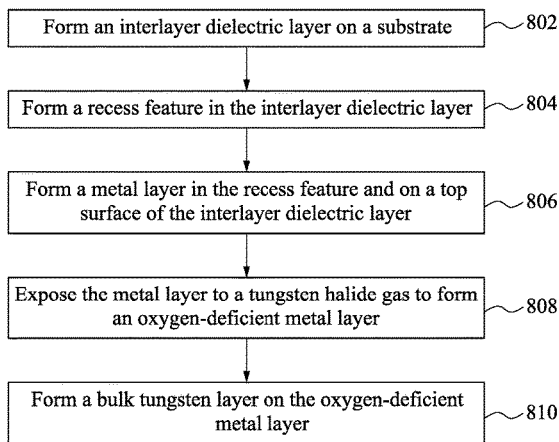 Form an interlayer dielectric layer on a substrate
802
Form a recess feature in the interlayer dielectric layer
804
Form a metal layer in the recess feature and on a top
surface of the interlayer dielectric layer
806
Expose the metal layer to a tungsten halide gas to form
an oxygen-deficient metal layer
808
Form a bulk tungsten layer on the oxygen-deficient
metal layer
810